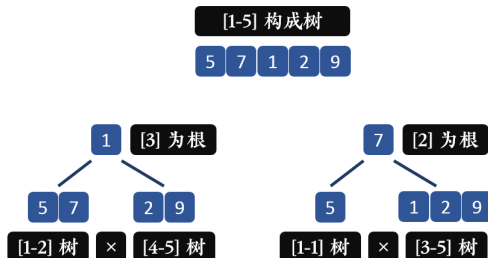 [1-5] 构成树
5 7 1 2 9
1 [3] 为根
7 [2] 为根
5 7 2 9
5 1 2 9
[1-2] 树 × [4-5] 树
[1-1] 树 × [3-5] 树